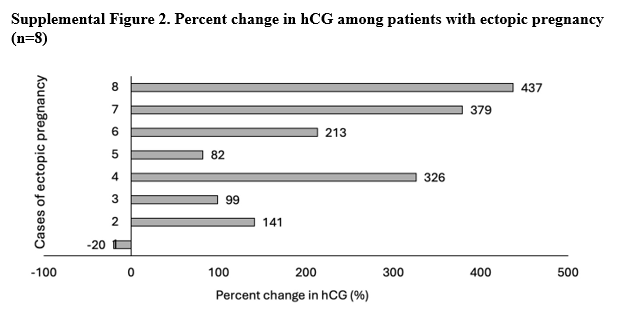 Supplemental Figure 2. Percent change in hCG among patients with ectopic pregnancy
(n=8)
Cases of ectopic pregnancy
8 437
7 379
6 213
5 82
4 326
3 99
2 141
-20
-100 0 100 200 300 400 500
Percent change in hCG (%)